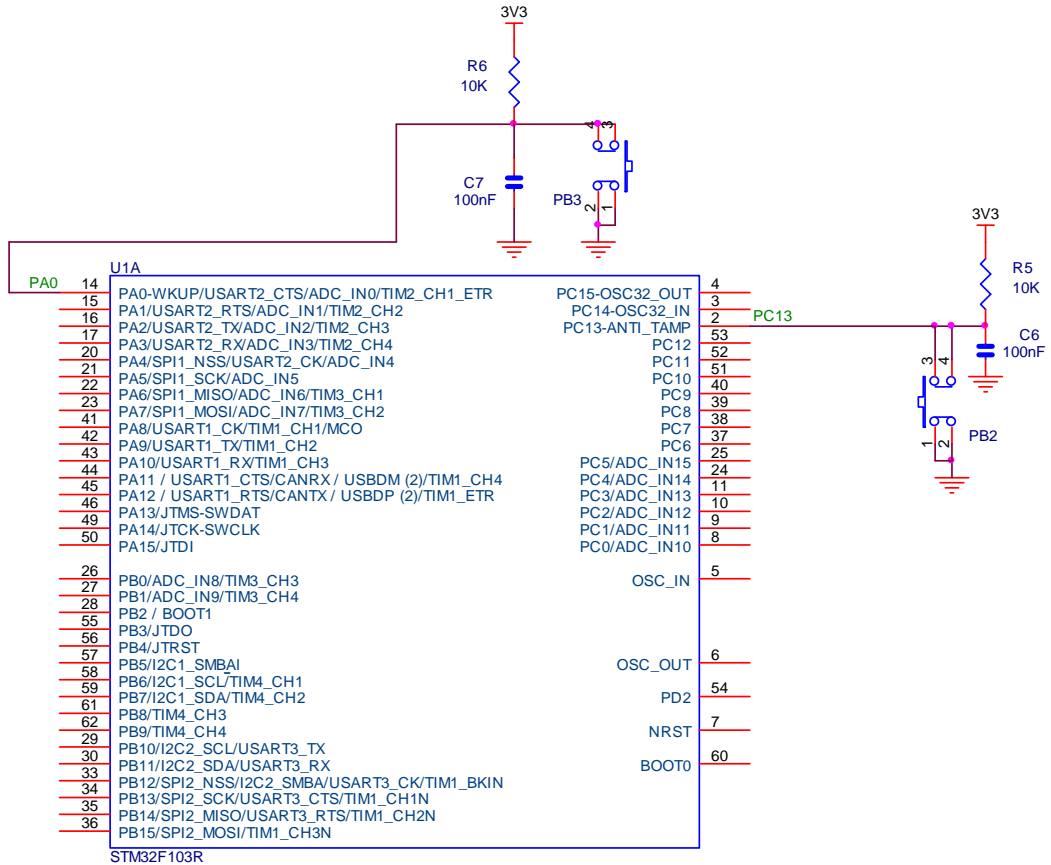 3V3
R6
10K
4
3
C7
100nF
PB3
2
1
3V3
R5
10K
U1A
PA0
14
PA0-WKUP/USART2_CTS/ADC_IN0/TIM2_CH1_ETR
15
PA1/USART2_RTS/ADC_IN1/TIM2_CH2
16
PA2/USART2_TX/ADC_IN2/TIM2_CH3
17
PA3/USART2_RX/ADC_IN3/TIM2_CH4
20
PA4/SPI1_NSS/USART2_CK/ADC_IN4
21
PA5/SPI1_SCK/ADC_IN5
22
PA6/SPI1_MISO/ADC_IN6/TIM3_CH1
23
PA7/SPI1_MOSI/ADC_IN7/TIM3_CH2
41
PA8/USART1_CK/TIM1_CH1/MCO
42
PA9/USART1_TX/TIM1_CH2
43
PA10/USART1_RX/TIM1_CH3
44
PA11 / USART1_CTS/CANRX / USBDM (2)/TIM1_CH4
45
PA12 / USART1_RTS/CANTX / USBDP (2)/TIM1_ETR
46
PA13/JTMS-SWDAT
49
PA14/JTCK-SWCLK
50
PA15/JTDI
26
PB0/ADC_IN8/TIM3_CH3
27
PB1/ADC_IN9/TIM3_CH4
28
PB2 / BOOT1
55
PB3/JTDO
56
PB4/JTRST
57
PB5/I2C1_SMBAI
58
PB6/I2C1_SCL/TIM4_CH1
59
PB7/I2C1_SDA/TIM4_CH2
61
PB8/TIM4_CH3
62
PB9/TIM4_CH4
29
PB10/I2C2_SCL/USART3_TX
30
PB11/I2C2_SDA/USART3_RX
33
PB12/SPI2_NSS/I2C2_SMBA/USART3_CK/TIM1_BKIN
34
PB13/SPI2_SCK/USART3_CTS/TIM1_CH1N
35
PB14/SPI2_MISO/USART3_RTS/TIM1_CH2N
36
PB15/SPI2_MOSI/TIM1_CH3N
PC15-OSC32_OUT
4
PC14-OSC32_IN
3
PC13-ANTI_TAMP
2
PC13
PC12
53
PC11
52
PC10
51
PC9
40
PC8
39
PC7
38
PC6
37
PC5/ADC_IN15
25
PC4/ADC_IN14
24
PC3/ADC_IN13
11
PC2/ADC_IN12
10
PC1/ADC_IN11
9
PC0/ADC_IN10
8
OSC_IN
5
OSC_OUT
6
PD2
54
NRST
7
BOOT0
60
C6
100nF
3
4
1
2
PB2
STM32F103R